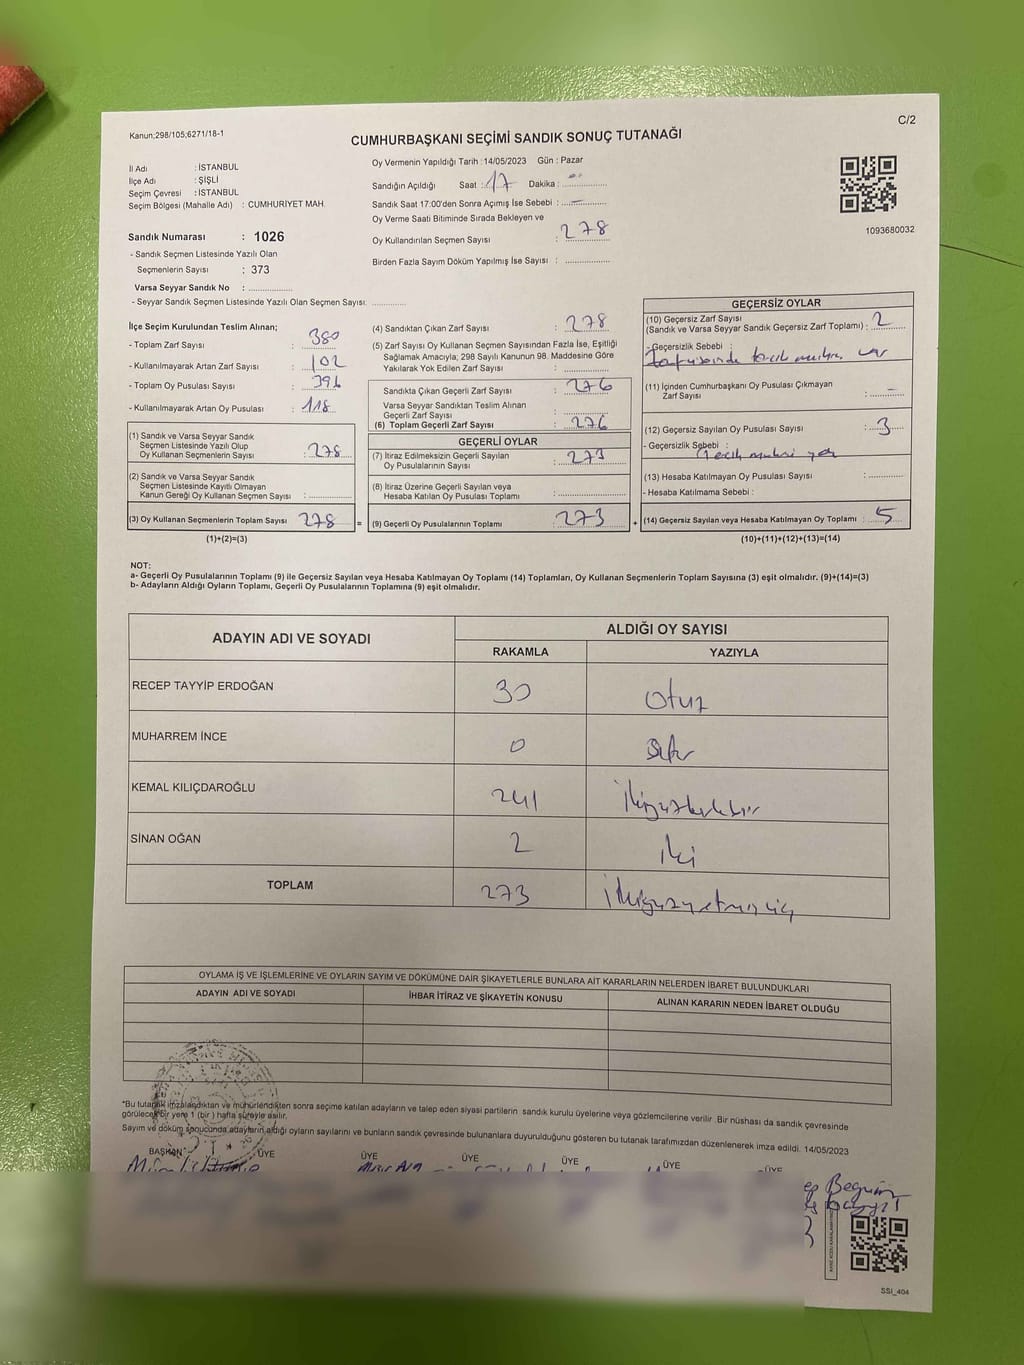 Kanun;298/105;6271/18-1
C/2
CUMHURBAŞKANI SEÇİMİ SANDIK SONUÇ TUTANAĞI
İl Adı : İSTANBUL
İlçe Adı : ŞİŞLİ
Seçim Çevresi : İSTANBUL
Seçim Bölgesi (Mahalle Adı) : CUMHURİYET MAH.
Sandık Numarası : 1026
- Sandık Seçmen Listesinde Yazılı Olan
Seçmenlerin Sayısı : 373
Varsa Seyyar Sandık No :
- Seyyar Sandık Seçmen Listesinde Yazılı Olan Seçmen Sayısı:
Oy Vermenin Yapıldığı Tarih : 14/05/2023 Gün : Pazar
Sandığın Açıldığı Saat : 17 Dakika :
Sandık Saat 17:00'den Sonra Açımış İse Sebebi :
Oy Verme Saati Bitiminde Sırada Bekleyen ve
Oy Kullandırılan Seçmen Sayısı : 278
Birden Fazla Sayım Döküm Yapılmış İse Sayısı :
1093680032
İlçe Seçim Kurulundan Teslim Alınan;
- Toplam Zarf Sayısı : 380
- Kullanılmayarak Artan Zarf Sayısı : 102
- Toplam Oy Pusulası Sayısı : 396
- Kullanılmayarak Artan Oy Pusulası : 118
(1) Sandık ve Varsa Seyyar Sandık
Seçmen Listesinde Yazılı Olup
Oy Kullanan Seçmenlerin Sayısı : 278
(2) Sandık ve Varsa Seyyar Sandık
Seçmen Listesinde Kayıtlı Olmayan
Kanun Gereği Oy Kullanan Seçmen Sayısı :
(3) Oy Kullanan Seçmenlerin Toplam Sayısı 278
(1)+(2)=(3)
=
(4) Sandıktan Çıkan Zarf Sayısı : 278
(5) Zarf Sayısı Oy Kullanan Seçmen Sayısından Fazla İse, Eşitliği
Sağlamak Amacıyla; 298 Sayılı Kanunun 98. Maddesine Göre
Yakılarak Yok Edilen Zarf Sayısı :
Sandıkta Çıkan Geçerli Zarf Sayısı : 276
Varsa Seyyar Sandıktan Teslim Alınan
Geçerli Zarf Sayısı :
(6) Toplam Geçerli Zarf Sayısı : 276
GEÇERLİ OYLAR
(7) İtiraz Edilmeksizin Geçerli Sayılan
Oy Pusulalarının Sayısı : 273
(8) İtiraz Üzerine Geçerli Sayılan veya
Hesaba Katılan Oy Pusulası Toplamı :
(9) Geçerli Oy Pusulalarının Toplamı : 273
+
GEÇERSİZ OYLAR
(10) Geçersiz Zarf Sayısı
(Sandık ve Varsa Seyyar Sandık Geçersiz Zarf Toplamı) : 2
- Geçersizlik Sebebi :
var
(11) İçinden Cumhurbaşkanı Oy Pusulası Çıkmayan
Zarf Sayısı : -
(12) Geçersiz Sayılan Oy Pusulası Sayısı : 3
- Geçersizlik Sebebi :
Tercih mührü yok
(13) Hesaba Katılmayan Oy Pusulası Sayısı :
- Hesaba Katılmama Sebebi :
(14) Geçersiz Sayılan veya Hesaba Katılmayan Oy Toplamı : 5
(10)+(11)+(12)+(13)=(14)
NOT:
a- Geçerli Oy Pusulalarının Toplamı (9) ile Geçersiz Sayılan veya Hesaba Katılmayan Oy Toplamı (14) Toplamları, Oy Kullanan Seçmenlerin Toplam Sayısına (3) eşit olmalıdır. (9)+(14)=(3)
b- Adayların Aldığı Oyların Toplamı, Geçerli Oy Pusulalarının Toplamına (9) eşit olmalıdır.
ADAYIN ADI VE SOYADI
ALDIĞI OY SAYISI
RAKAMLA YAZIYLA
RECEP TAYYİP ERDOĞAN 30 otuz
MUHARREM İNCE 0 sıfır
KEMAL KILIÇDAROĞLU 241 ikiyüzkırkbir
SİNAN OĞAN 2 iki
TOPLAM 273 ikiyüzyetmişüç
OYLAMA İŞ VE İŞLEMLERİNE VE OYLARIN SAYIM VE DÖKÜMÜNE DAİR ŞİKAYETLERLE BUNLARA AİT KARARLARIN NELERDEN İBARET BULUNDUKLARI
ADAYIN ADI VE SOYADI İHBAR İTİRAZ VE ŞİKAYETİN KONUSU ALINAN KARARIN NEDEN İBARET OLDUĞU
*Bu tutanak imzalandıktan ve mühürlendikten sonra seçime katılan adayların ve talep eden siyasi partilerin sandık kurulu üyelerine veya gözlemcilerine verilir. Bir nüshası da sandık çevresinde
görülecek bir yere 1 (bir) hafta süreyle asılır.
Sayım ve döküm sonucunda adayların aldığı oyların sayılarını ve bunların sandık çevresinde bulunanlara duyurulduğunu gösteren bu tutanak tarafımızdan düzenlenerek imza edildi. 14/05/2023
BAŞKAN ÜYE ÜYE ÜYE ÜYE ÜYE ÜYE
Begüm
SSI_404